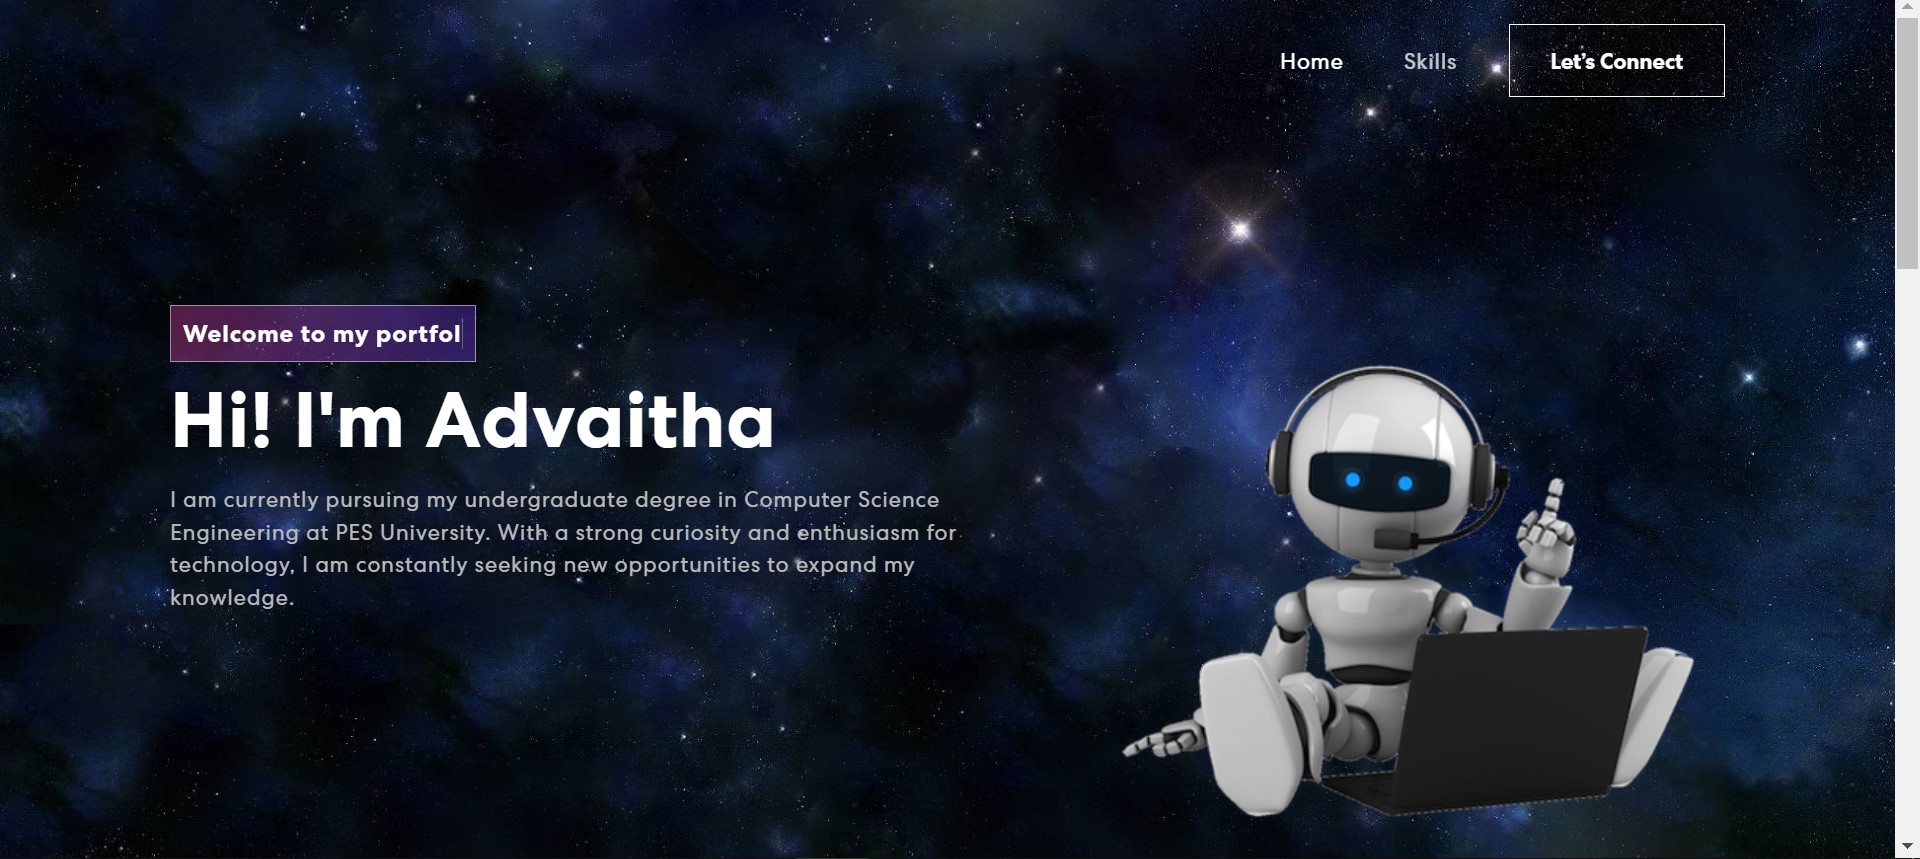 Home
Skills
Let's Connect
Welcome to my portfol
Hi! I'm Advaitha
I am currently pursuing my undergraduate degree in Computer Science
Engineering at PES University. With a strong curiosity and enthusiasm for
technology, I am constantly seeking new opportunities to expand my
knowledge.